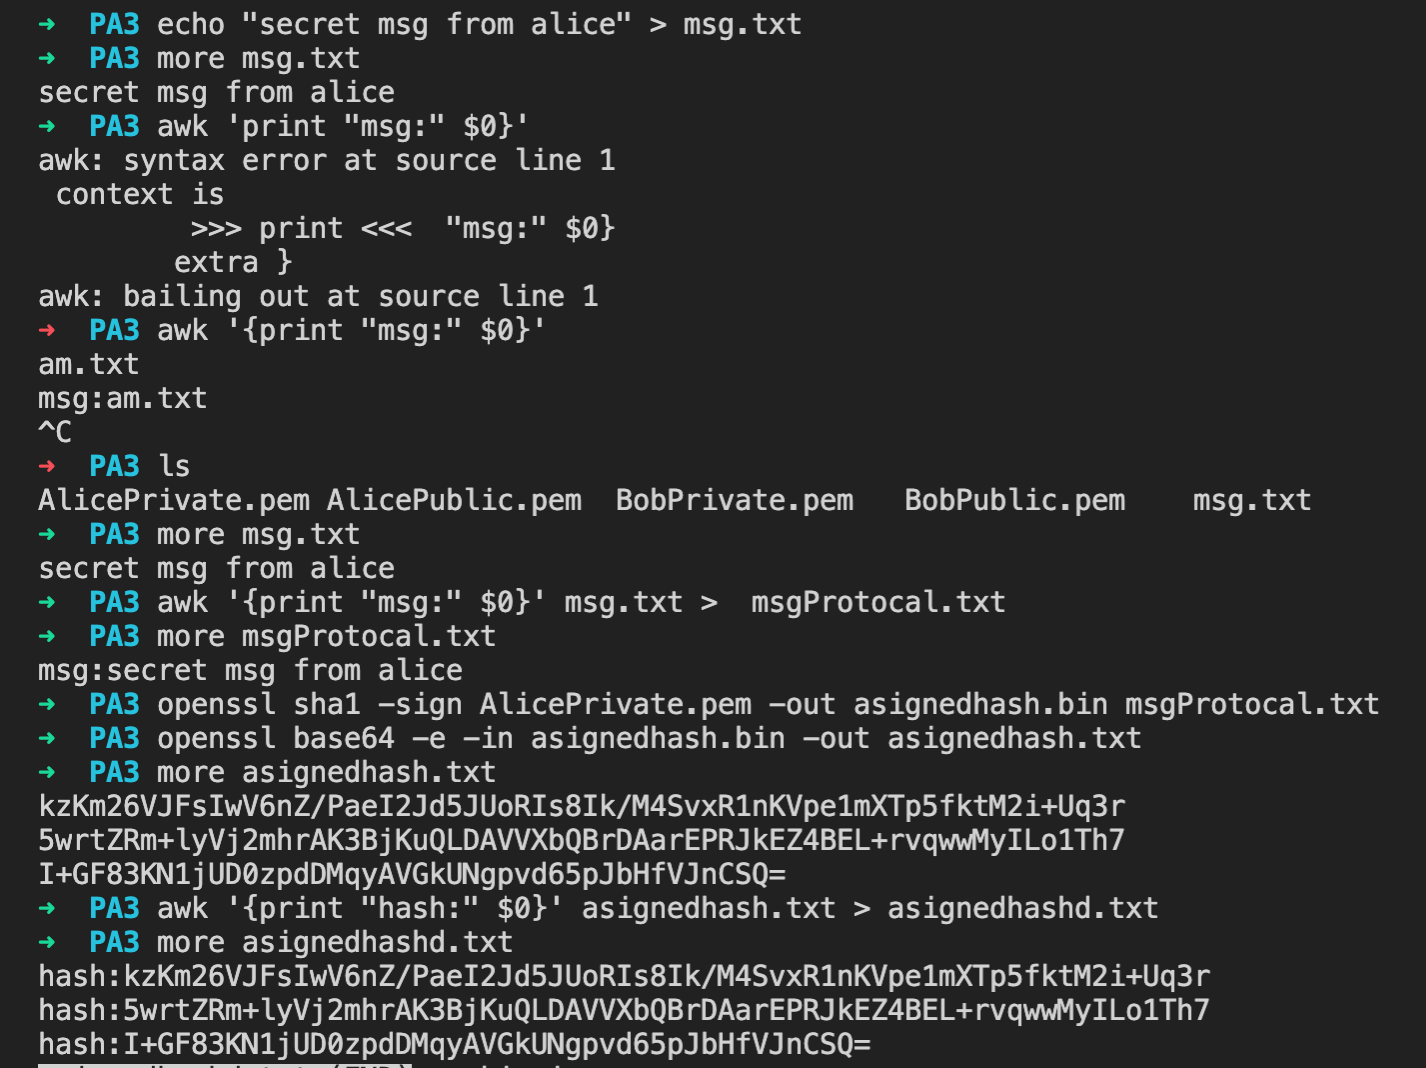 → PA3 echo "secret msg from alice" > msg.txt
→ PA3 more msg.txt
secret msg from alice
→ PA3 awk 'print "msg:" $0}'
awk: syntax error at source line 1
context is
>>> print <<< "msg:" $0}
extra }
awk: bailing out at source line 1
→ PA3 awk '{print "msg:" $0}'
am.txt
msg:am.txt
^C
→ PA3 ls
AlicePrivate.pem AlicePublic.pem BobPrivate.pem BobPublic.pem msg.txt
→ PA3 more msg.txt
secret msg from alice
→ PA3 awk '{print "msg:" $0}' msg.txt > msgProtocal.txt
→ PA3 more msgProtocal.txt
msg:secret msg from alice
→ PA3 openssl sha1 -sign AlicePrivate.pem -out asignedhash.bin msgProtocal.txt
→ PA3 openssl base64 -e -in asignedhash.bin -out asignedhash.txt
→ PA3 more asignedhash.txt
kzKm26VJFsIwV6nZ/PaeI2Jd5JUoRIs8Ik/M4SvxR1nKVpe1mXTp5fktM2i+Uq3r
5wrtZRm+lyVj2mhrAK3BjKuQLDAVVXbQBrDAarEPRJkEZ4BEL+rvqwwMyILo1Th7
I+GF83KN1jUD0zpdDMqyAVGkUNgpvd65pJbHfVJnCSQ=
→ PA3 awk '{print "hash:" $0}' asignedhash.txt > asignedhashd.txt
→ PA3 more asignedhashd.txt
hash:kzKm26VJFsIwV6nZ/PaeI2Jd5JUoRIs8Ik/M4SvxR1nKVpe1mXTp5fktM2i+Uq3r
hash:5wrtZRm+lyVj2mhrAK3BjKuQLDAVVXbQBrDAarEPRJkEZ4BEL+rvqwwMyILo1Th7
hash:I+GF83KN1jUD0zpdDMqyAVGkUNgpvd65pJbHfVJnCSQ=